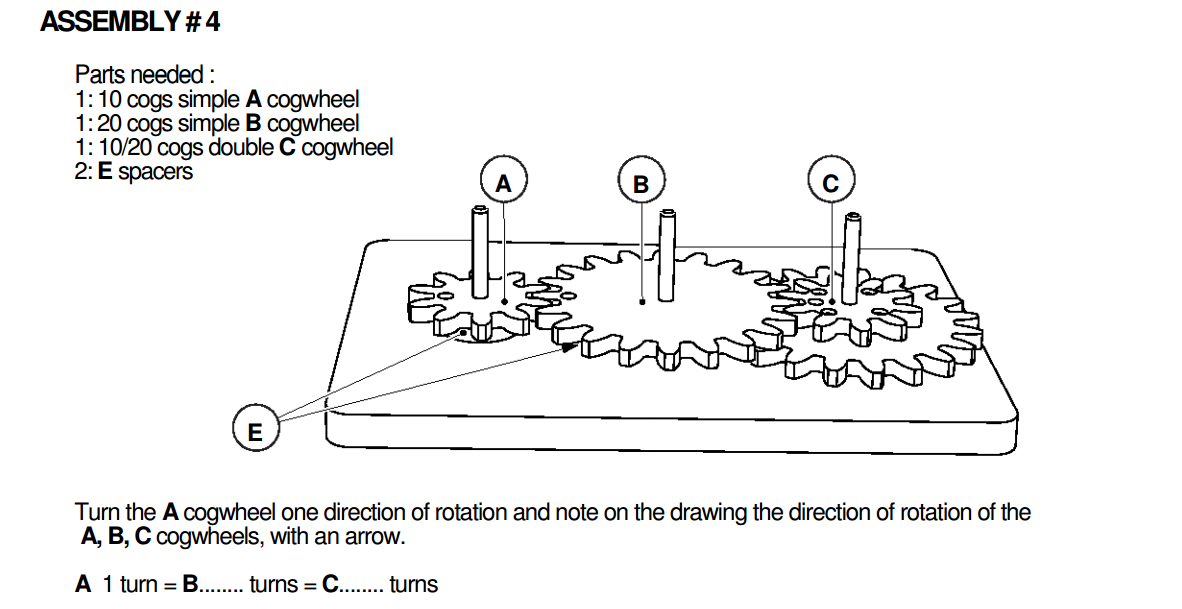 ASSEMBLY # 4
Parts needed :
1: 10 cogs simple A cogwheel
1: 20 cogs simple B cogwheel
1: 10/20 cogs double C cogwheel
2: E spacers
A
B
C
E
Turn the A cogwheel one direction of rotation and note on the drawing the direction of rotation of the
A, B, C cogwheels, with an arrow.
A 1 turn = B........ turns = C........ turns